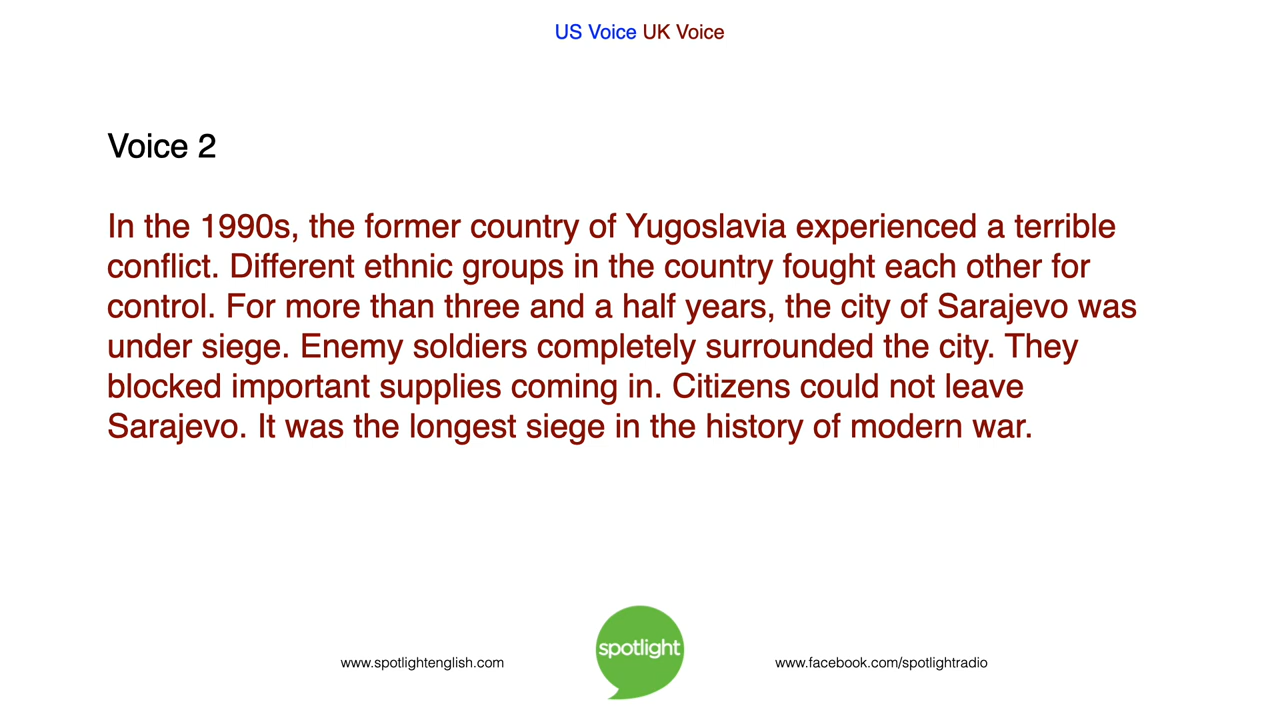 US Voice UK Voice
Voice 2
In the 1990s, the former country of Yugoslavia experienced a terrible
conflict. Different ethnic groups in the country fought each other for
control. For more than three and a half years, the city of Sarajevo was
under siege. Enemy soldiers completely surrounded the city. They
blocked important supplies coming in. Citizens could not leave
Sarajevo. It was the longest siege in the history of modern war.
www.spotlightenglish.com
spotlight
www.facebook.com/spotlightradio